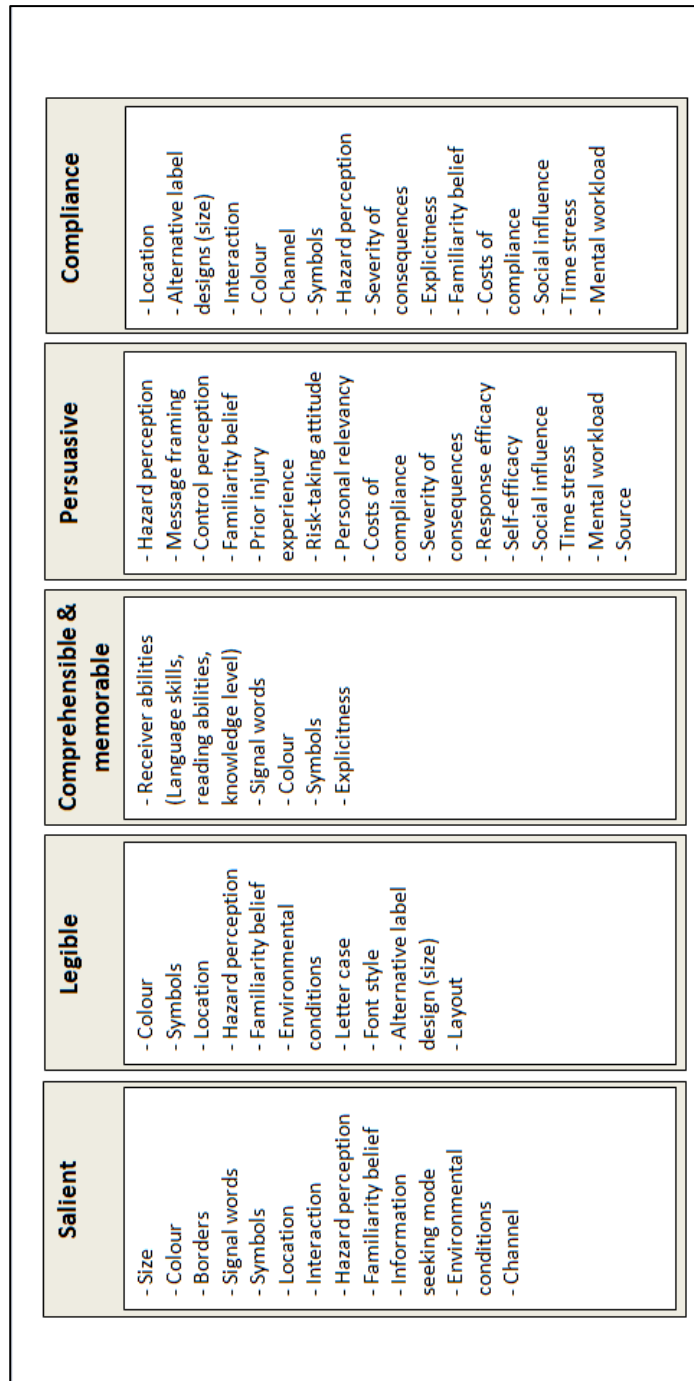 Salient
- Size
- Colour
- Borders
- Signal words
- Symbols
- Location
- Interaction
- Hazard perception
- Familiarity belief
- Information
seeking mode
- Environmental
conditions
- Channel
Legible
- Colour
- Symbols
- Location
- Hazard perception
- Familiarity belief
- Environmental
conditions
- Letter case
- Font style
- Alternative label
design (size)
- Layout
Comprehensible &
memorable
- Receiver abilities
(Language skills,
reading abilities,
knowledge level)
- Signal words
- Colour
- Symbols
- Explicitness
Persuasive
- Hazard perception
- Message framing
- Control perception
- Familiarity belief
- Prior injury
experience
- Risk-taking attitude
- Personal relevancy
- Costs of
compliance
- Severity of
consequences
- Response efficacy
- Self-efficacy
- Social influence
- Time stress
- Mental workload
- Source
Compliance
- Location
- Alternative label
designs (size)
- Interaction
- Colour
- Channel
- Symbols
- Hazard perception
- Severity of
consequences
- Explicitness
- Familiarity belief
- Costs of
compliance
- Social influence
- Time stress
- Mental workload